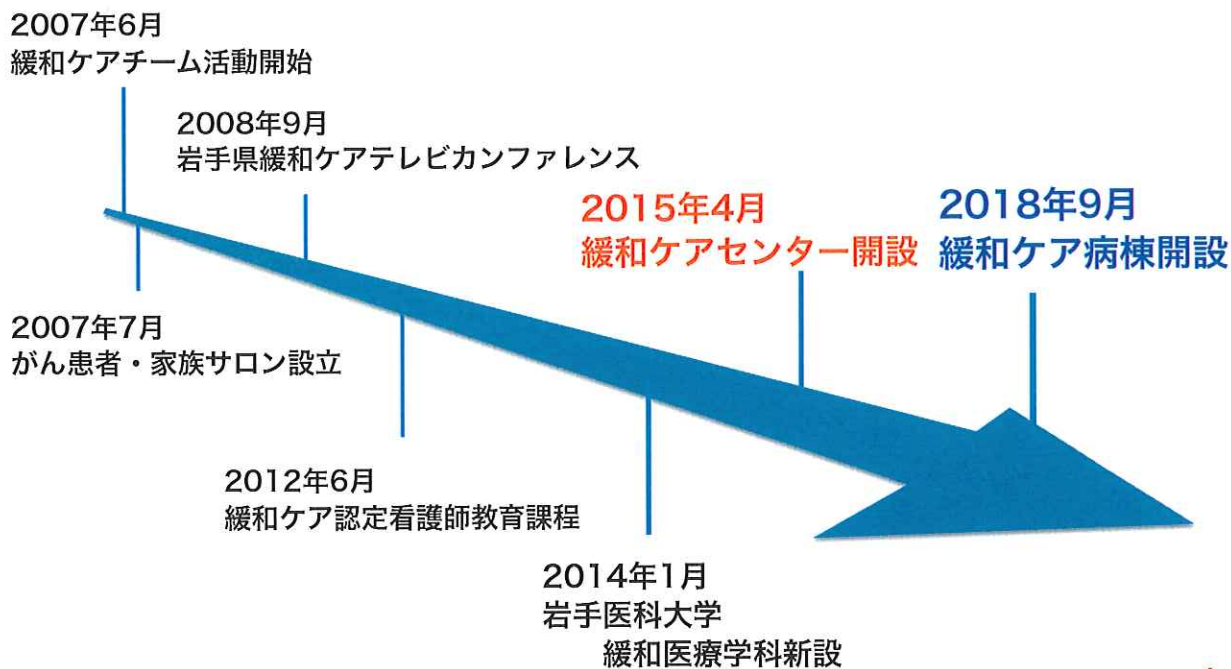 2007年6月
緩和ケアチーム活動開始
2008年9月
岩手県緩和ケアテレビカンファレンス
2015年4月
緩和ケアセンター開設
2018年9月
緩和ケア病棟開設
2007年7月
がん患者・家族サロン設立
2012年6月
緩和ケア認定看護師教育課程
2014年1月
岩手医科大学
緩和医療学科新設